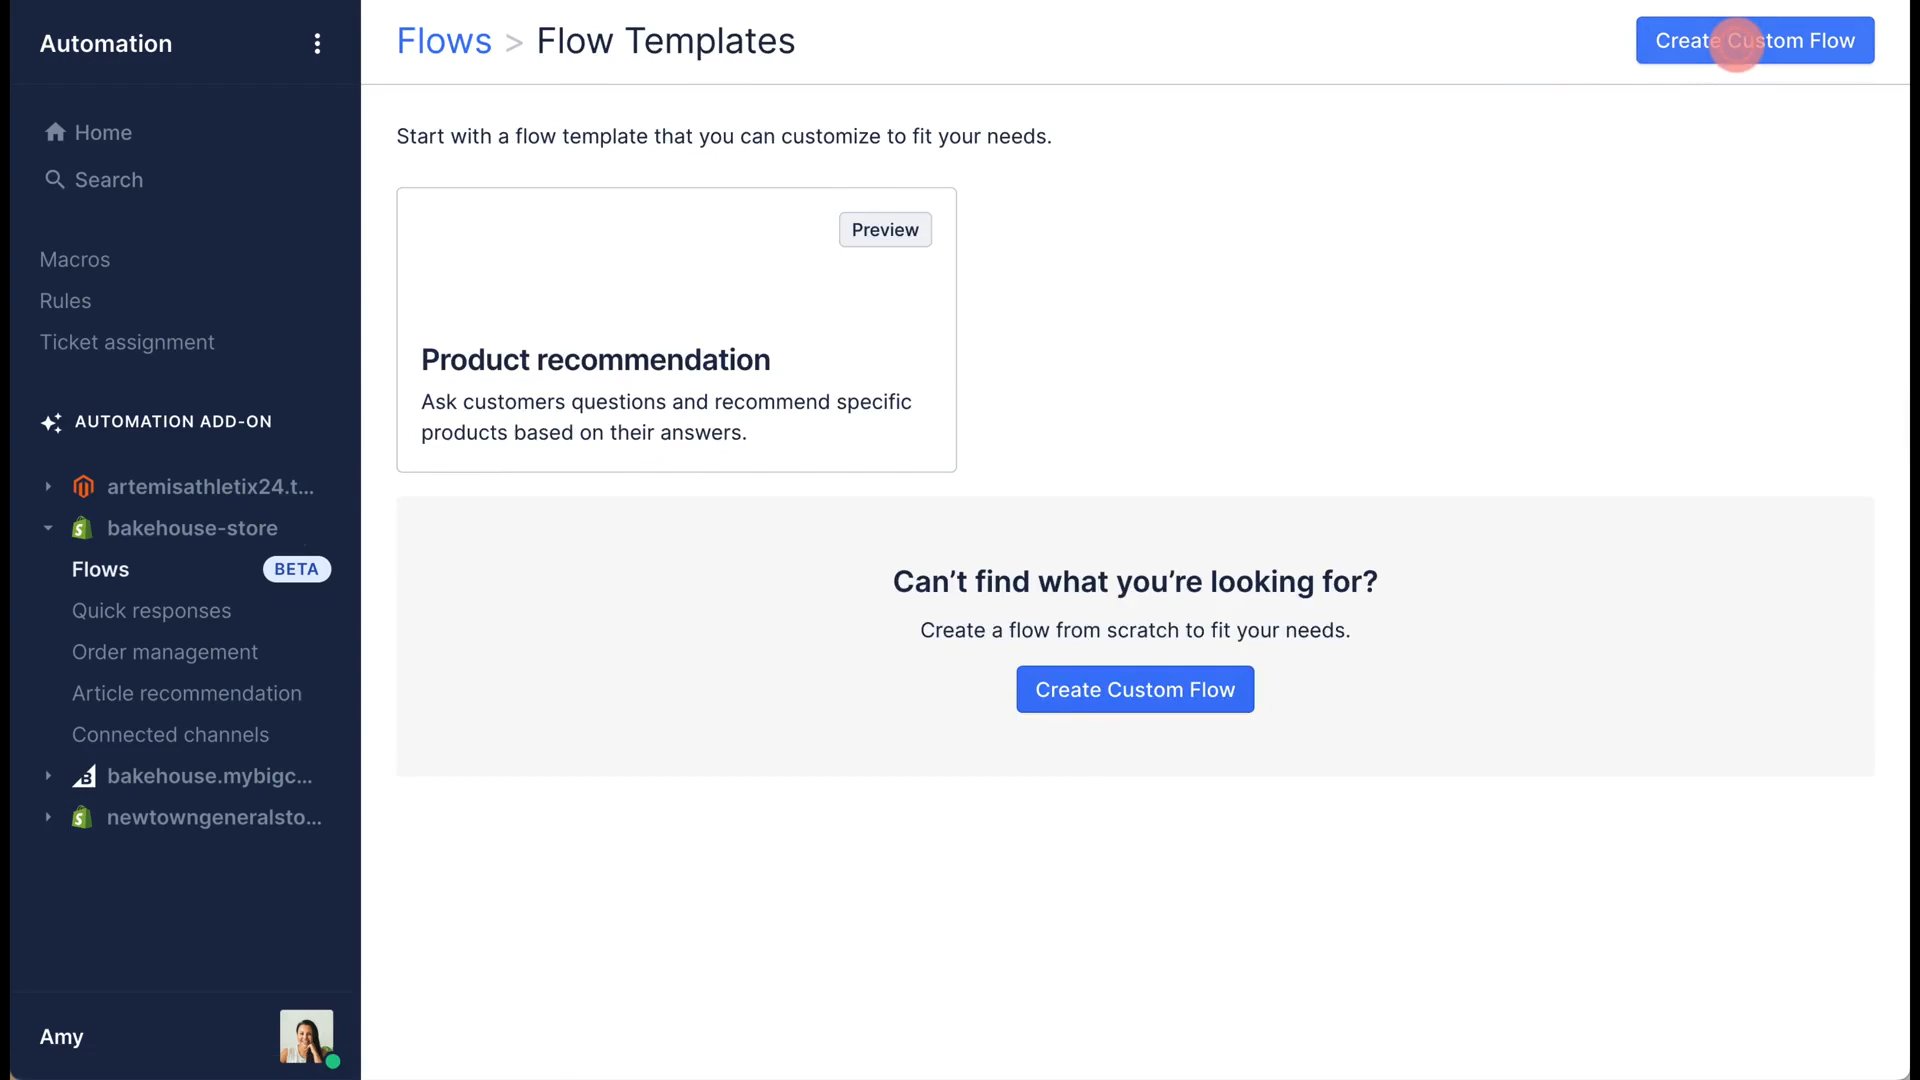 Automation
Home
Search
Macros
Rules
Ticket assignment
AUTOMATION ADD-ON
artemisathletix24.t...
bakehouse-store
Flows BETA
Quick responses
Order management
Article recommendation
Connected channels
bakehouse.mybigc...
newtowngeneralsto...
Amy
Flows > Flow Templates
Create Custom Flow
Start with a flow template that you can customize to fit your needs.
Preview
Product recommendation
Ask customers questions and recommend specific
products based on their answers.
Can’t find what you’re looking for?
Create a flow from scratch to fit your needs.
Create Custom Flow